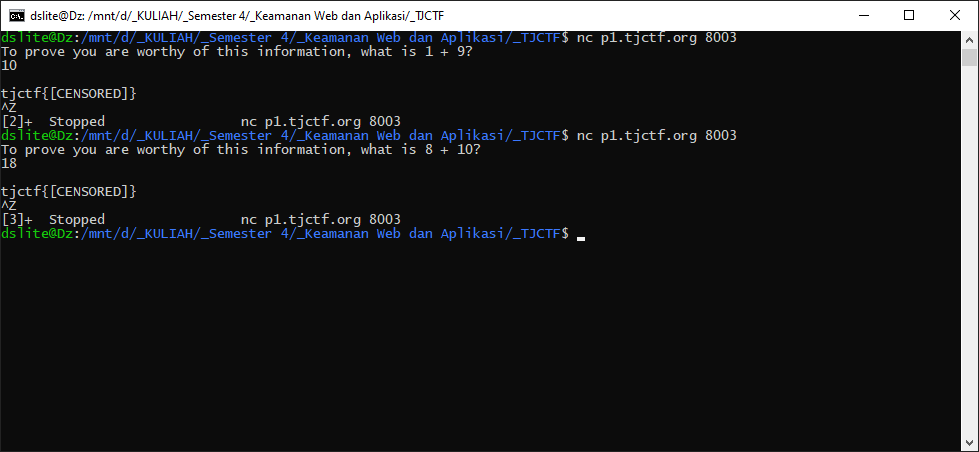 dslite@Dz: /mnt/d/_KULIAH/_Semester 4/_Keamanan Web dan Aplikasi/_TJCTF
dslite@Dz:/mnt/d/_KULIAH/_Semester 4/_Keamanan Web dan Aplikasi/_TJCTF$ nc p1.tjctf.org 8003
To prove you are worthy of this information, what is 1 + 9?
10
tjctf{[CENSORED]}
^Z
[2]+  Stopped                 nc p1.tjctf.org 8003
dslite@Dz:/mnt/d/_KULIAH/_Semester 4/_Keamanan Web dan Aplikasi/_TJCTF$ nc p1.tjctf.org 8003
To prove you are worthy of this information, what is 8 + 10?
18
tjctf{[CENSORED]}
^Z
[3]+  Stopped                 nc p1.tjctf.org 8003
dslite@Dz:/mnt/d/_KULIAH/_Semester 4/_Keamanan Web dan Aplikasi/_TJCTF$